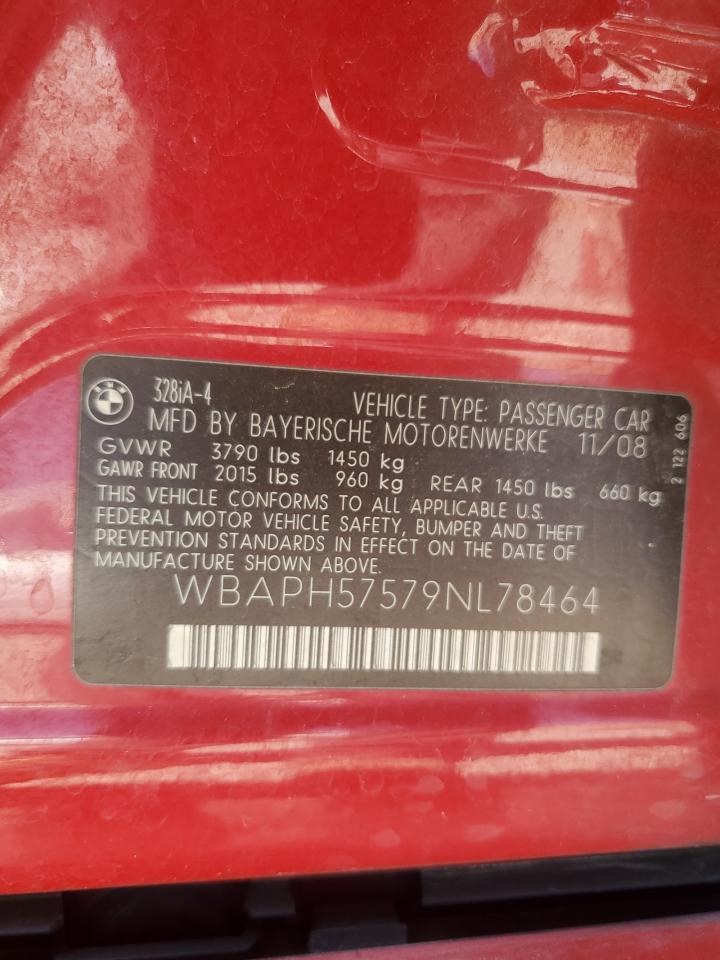 328iA-4
VEHICLE TYPE: PASSENGER CAR
MFD BY BAYERISCHE MOTORENWERKE 11/08
GVWR 3790 lbs 1450 kg
GAWR FRONT 2015 lbs 960 kg REAR 1450 lbs 660 kg
THIS VEHICLE CONFORMS TO ALL APPLICABLE U.S.
FEDERAL MOTOR VEHICLE SAFETY, BUMPER AND THEFT
PREVENTION STANDARDS IN EFFECT ON THE DATE OF
MANUFACTURE SHOWN ABOVE.
WBAPH57579NL78464
2 122 606